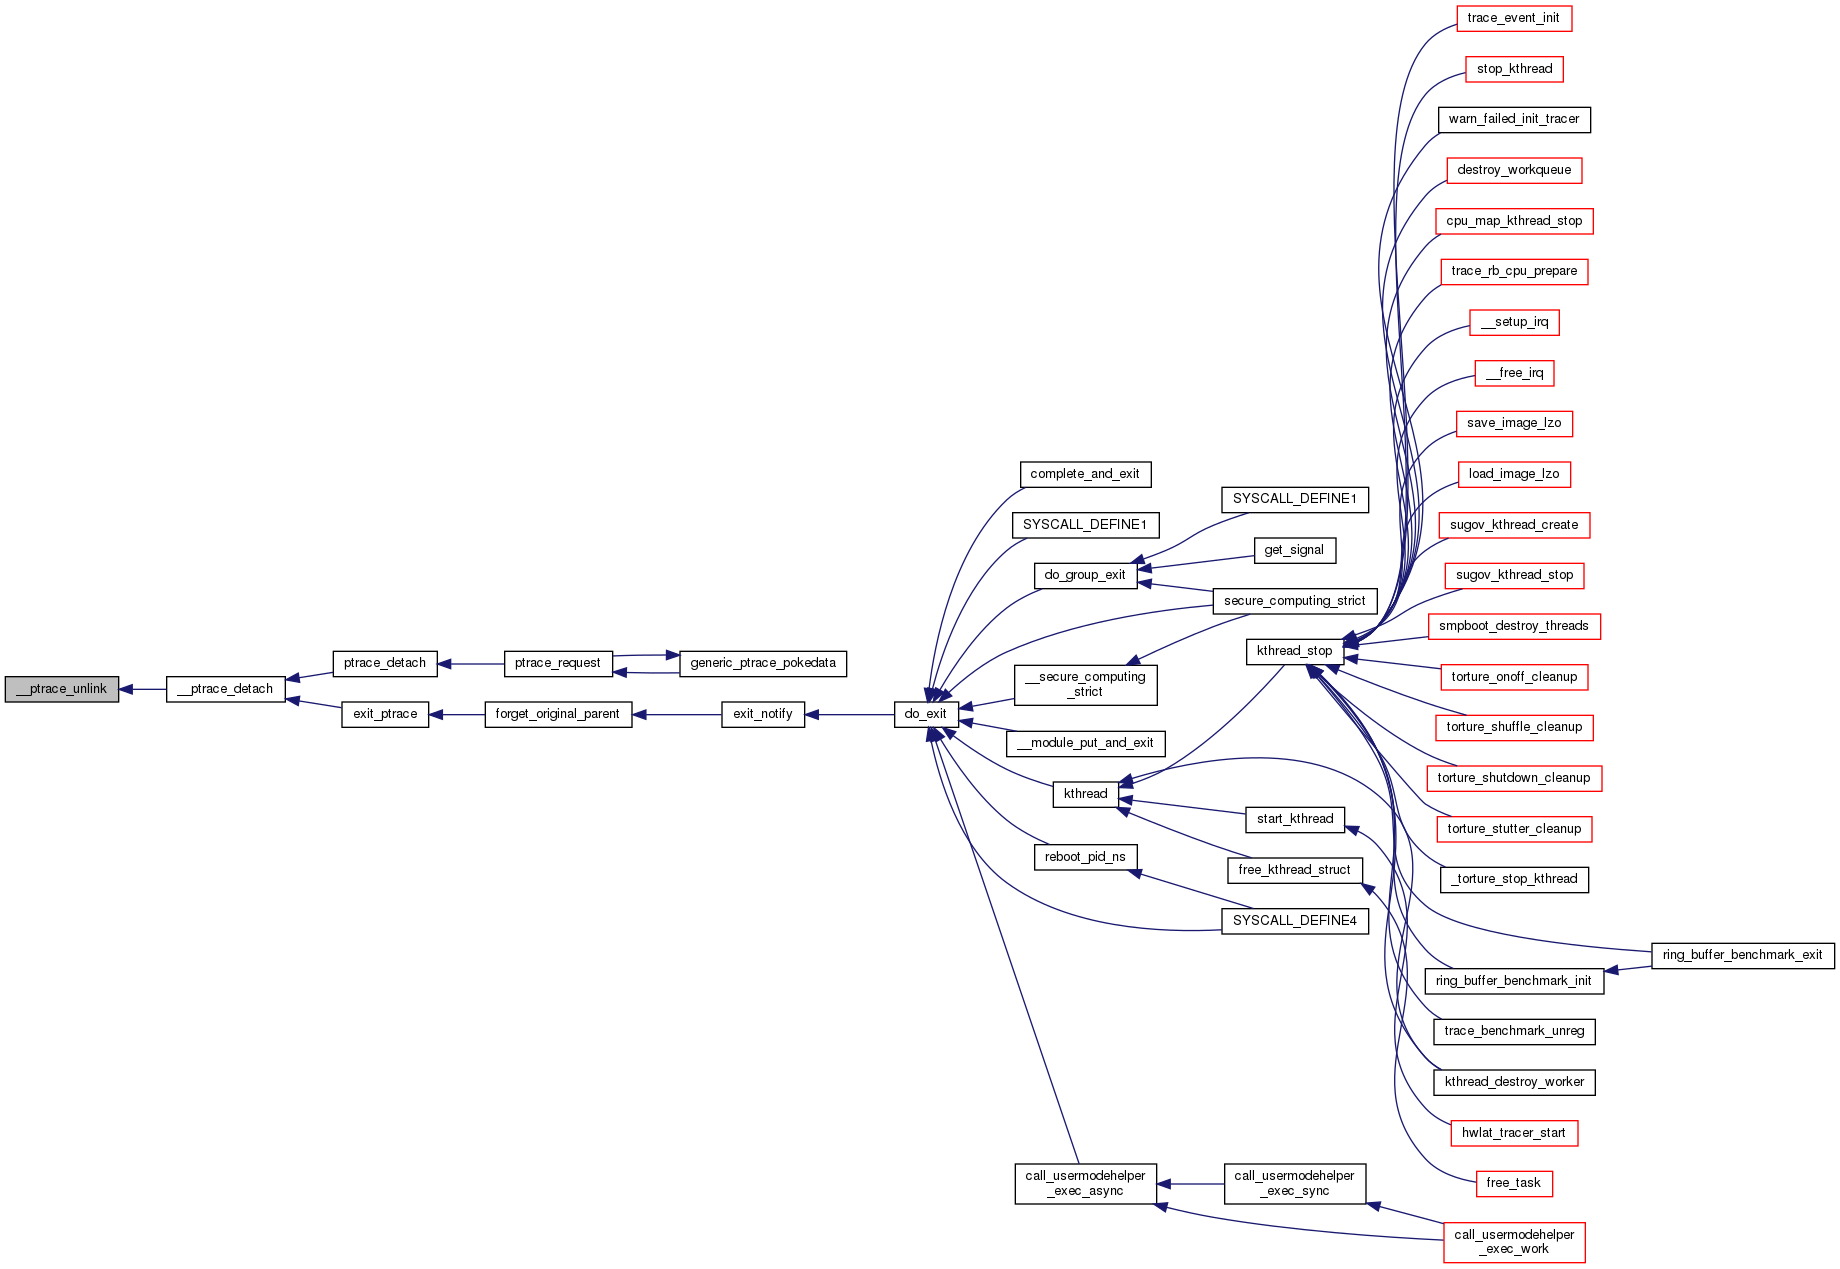 trace_event_init
stop_kthread
warn_failed_init_tracer
destroy_workqueue
cpu_map_kthread_stop
trace_rb_cpu_prepare
__setup_irq
__free_irq
save_image_lzo
load_image_lzo
sugov_kthread_create
sugov_kthread_stop
smpboot_destroy_threads
torture_onoff_cleanup
torture_shuffle_cleanup
torture_shutdown_cleanup
torture_stutter_cleanup
_torture_stop_kthread
ring_buffer_benchmark_exit
ring_buffer_benchmark_init
trace_benchmark_unreg
kthread_destroy_worker
hwlat_tracer_start
free_task
call_usermodehelper
_exec_work
complete_and_exit
SYSCALL_DEFINE1
do_group_exit
SYSCALL_DEFINE1
get_signal
secure_computing_strict
kthread_stop
__secure_computing
_strict
__module_put_and_exit
kthread
start_kthread
free_kthread_struct
reboot_pid_ns
SYSCALL_DEFINE4
call_usermodehelper
_exec_async
call_usermodehelper
_exec_sync
__ptrace_unlink
__ptrace_detach
ptrace_detach
exit_ptrace
ptrace_request
forget_original_parent
generic_ptrace_pokedata
exit_notify
do_exit